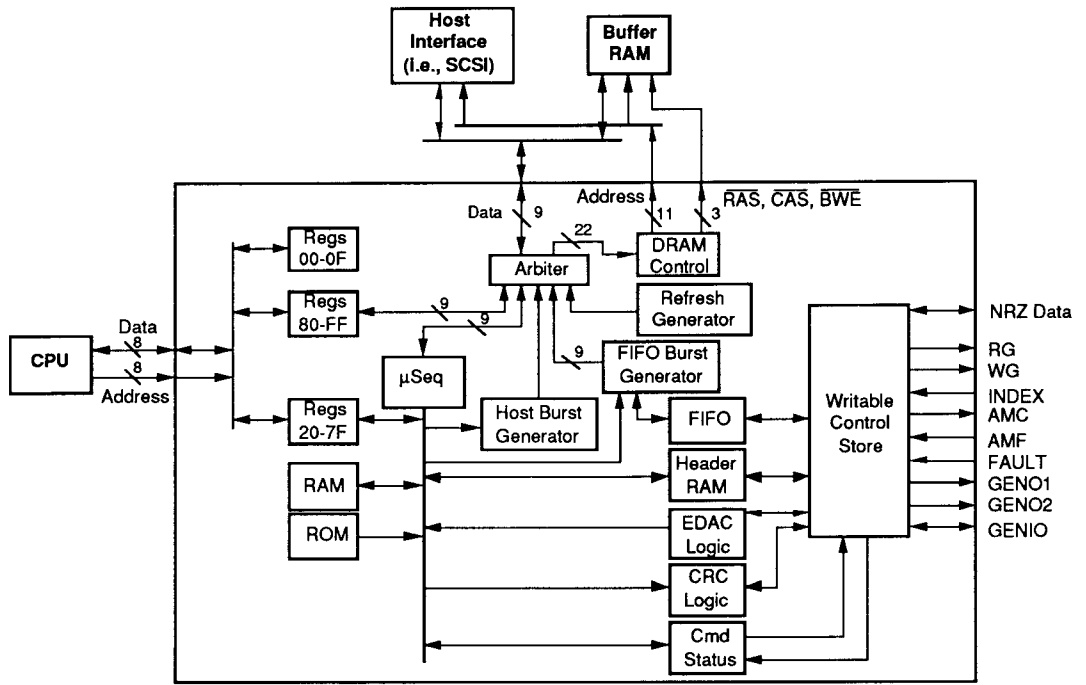 Host
Interface
(i.e., SCSI)
Buffer
RAM
Address
RAS, CAS, BWE
Data
9
11
3
22
Regs
00-0F
Arbiter
DRAM
Control
Regs
80-FF
9
9
Refresh
Generator
Data
8
CPU
8
Address
µSeq
9
FIFO Burst
Generator
Regs
20-7F
Host Burst
Generator
FIFO
Writable
Control
Store
NRZ Data
RG
WG
INDEX
AMC
AMF
FAULT
GENO1
GENO2
GENIO
RAM
Header
RAM
ROM
EDAC
Logic
CRC
Logic
Cmd
Status